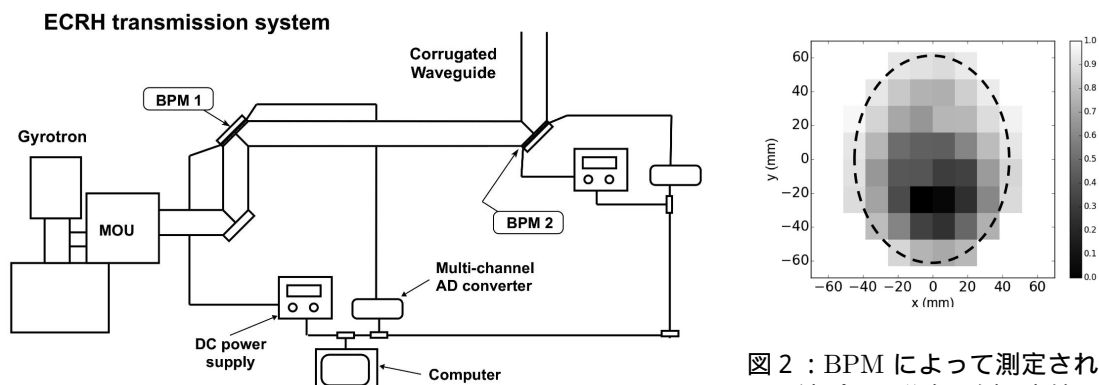 ECRH transmission system
Corrugated
Waveguide
BPM 1
Gyrotron
MOU
BPM 2
Multi-channel
AD converter
DC power
supply
Computer
60
40
20
0
−20
−40
−60
y (mm)
−60 −40 −20 0 20 40 60
x (mm)
1.0
0.9
0.8
0.7
0.6
0.5
0.4
0.3
0.2
0.1
0.0
図 2：BPM によって測定され